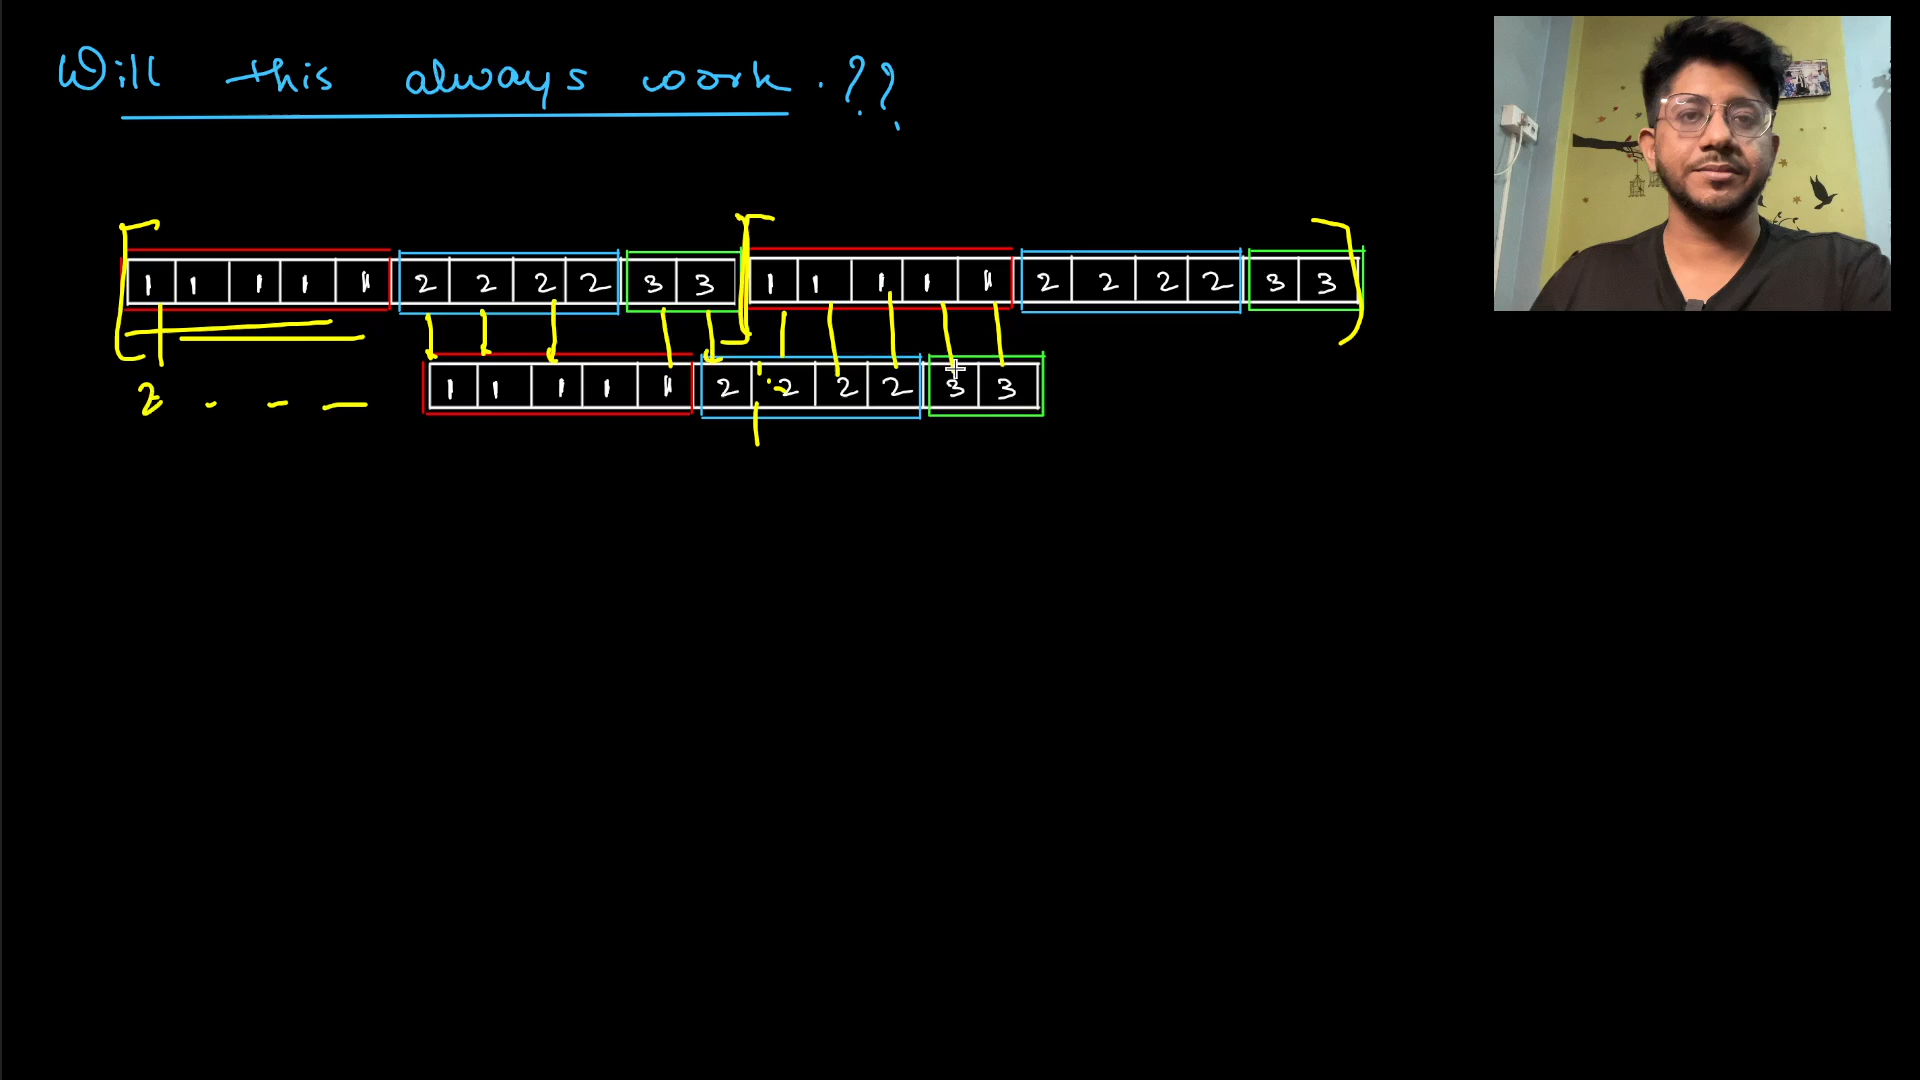 Will this always work.??
1 1 1 1 1 2 2 2 2 3 3 1 1 1 1 1 2 2 2 2 3 3
1 1 1 1 1 2 2 2 2 3 3
2 . - -